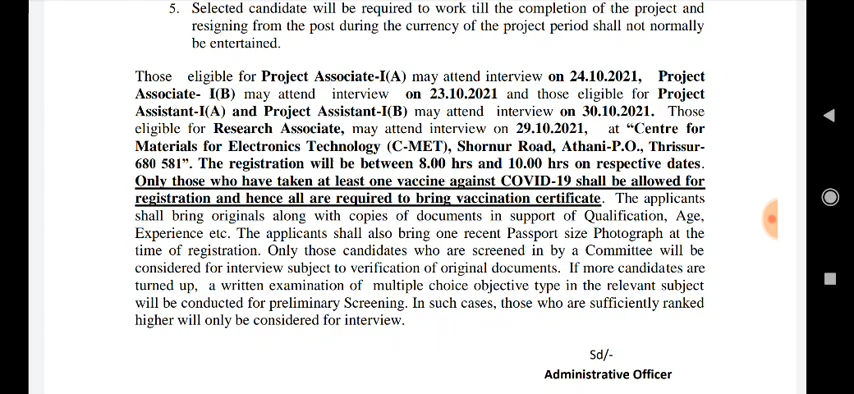 5. Selected candidate will be required to work till the completion of the project and
resigning from the post during the currency of the project period shall not normally
be entertained.
Those eligible for Project Associate-I(A) may attend interview on 24.10.2021, Project
Associate- I(B) may attend interview on 23.10.2021 and those eligible for Project
Assistant-I(A) and Project Assistant-I(B) may attend interview on 30.10.2021. Those
eligible for Research Associate, may attend interview on 29.10.2021, at “Centre for
Materials for Electronics Technology (C-MET), Shornur Road, Athani-P.O., Thrissur-
680 581”. The registration will be between 8.00 hrs and 10.00 hrs on respective dates.
Only those who have taken at least one vaccine against COVID-19 shall be allowed for
registration and hence all are required to bring vaccination certificate. The applicants
shall bring originals along with copies of documents in support of Qualification, Age,
Experience etc. The applicants shall also bring one recent Passport size Photograph at the
time of registration. Only those candidates who are screened in by a Committee will be
considered for interview subject to verification of original documents. If more candidates are
turned up, a written examination of multiple choice objective type in the relevant subject
will be conducted for preliminary Screening. In such cases, those who are sufficiently ranked
higher will only be considered for interview.
Sd/-
Administrative Officer